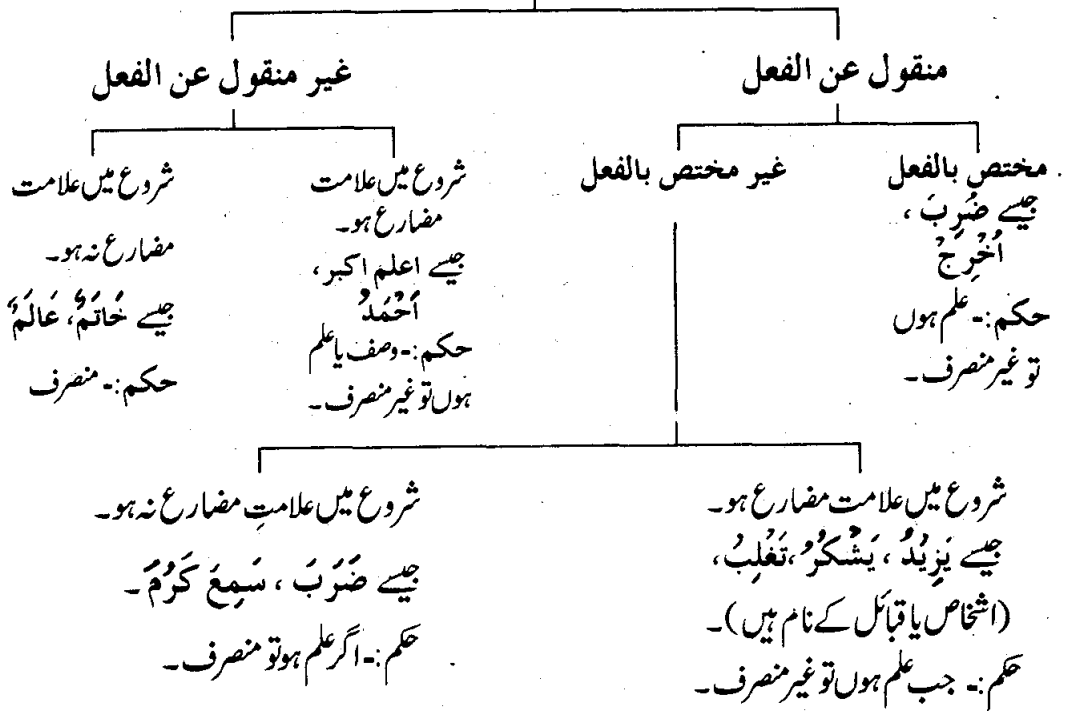 منقول عن الفعل
غیر منقول عن الفعل
مختص بالفعل
جیسے ضُرِبَ ،
اُخْرِجْ
حکم:۔ علم ہوں
تو غیر منصرف۔
غیر مختص بالفعل
شروع میں علامت
مضارع ہو۔
جیسے اعلم اکبر،
اَحْمَدُ
حکم:۔ وصف یا علم
ہوں تو غیر منصرف۔
شروع میں علامت
مضارع نہ ہو۔
جیسے خَاتَمٌ، عَالَمٌ
حکم:۔ منصرف
شروع میں علامت مضارع ہو۔
جیسے یَزِیْدُ ، یَشْکُرُ ، تَغْلِبُ،
(اشخاص یا قبائل کے نام ہیں)۔
حکم:۔ جب علم ہوں تو غیر منصرف۔
شروع میں علامتِ مضارع نہ ہو۔
جیسے ضَرَبَ ، سَمِعَ کَرُمَ۔
حکم:۔ اگر علم ہو تو منصرف۔